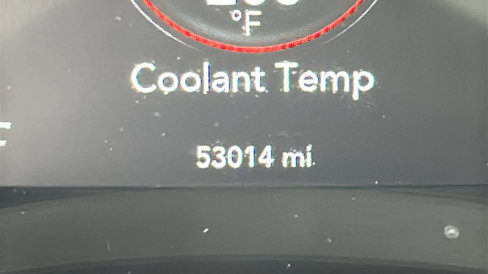 °F
Coolant Temp
53014 mi